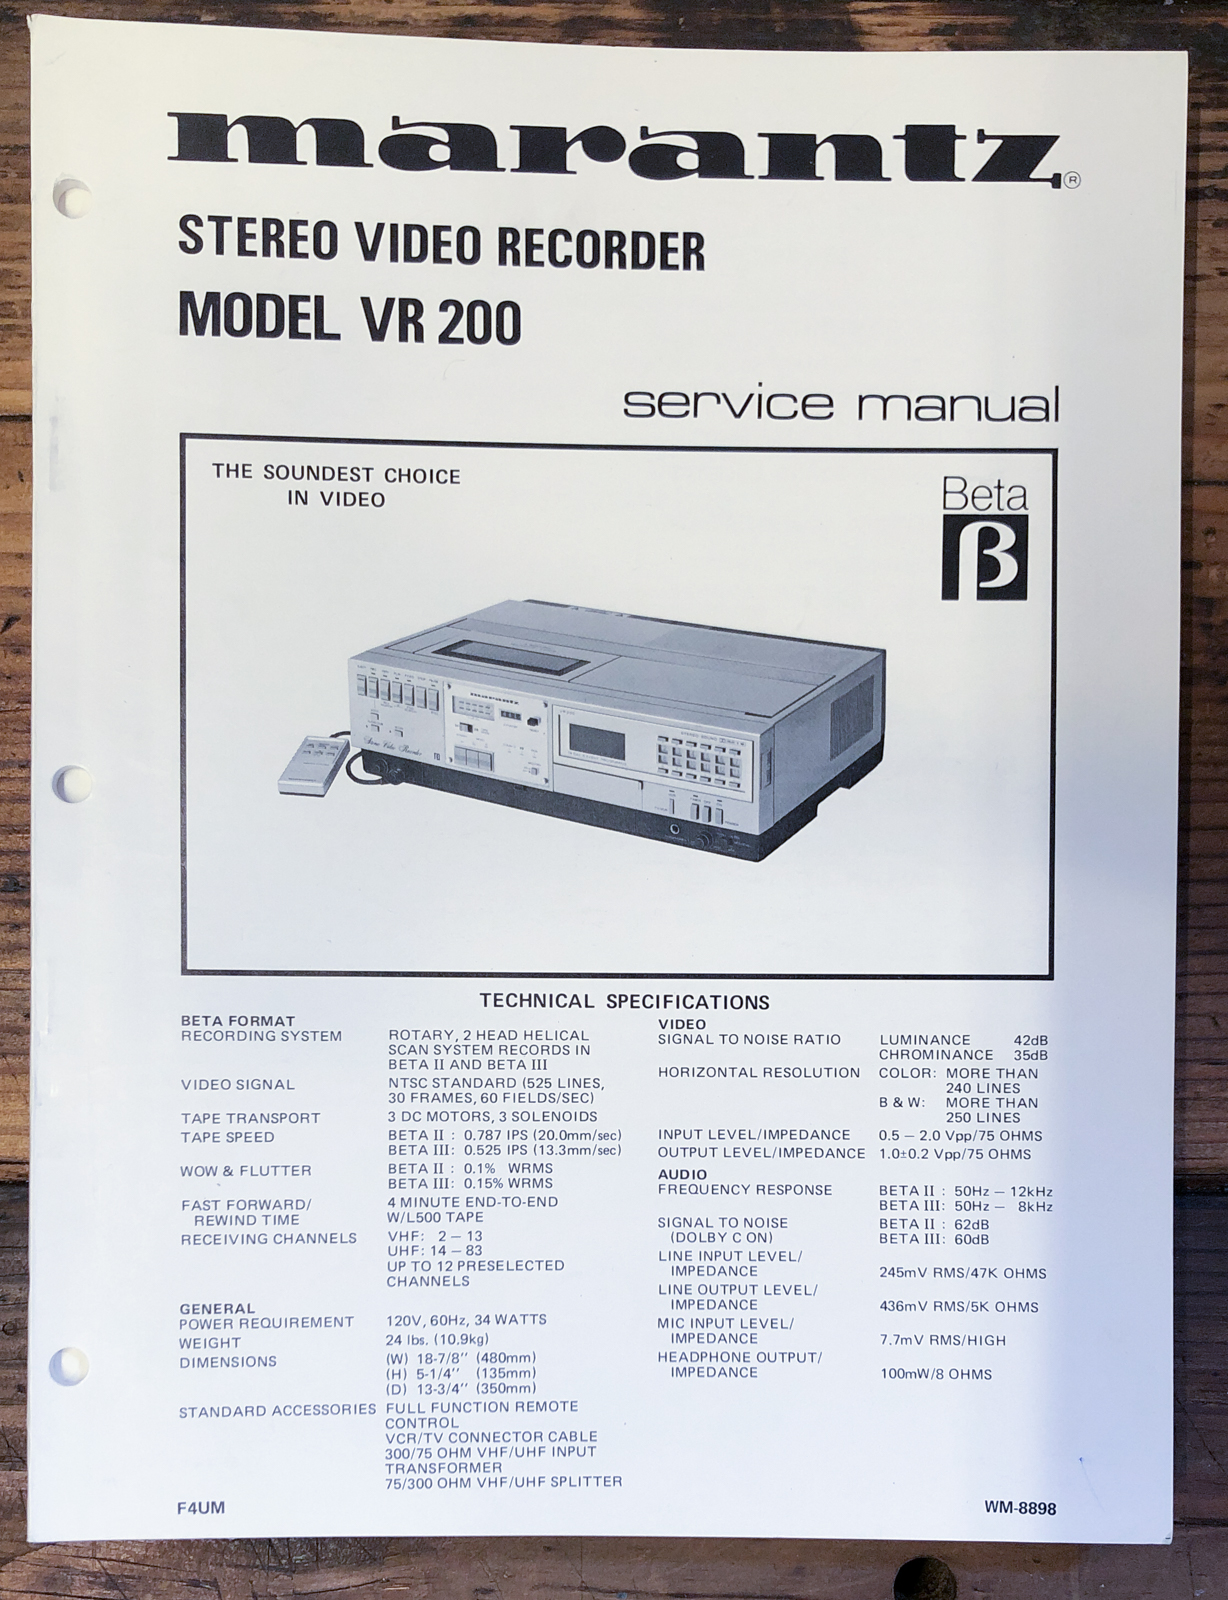 marantz®
STEREO VIDEO RECORDER
MODEL VR 200
service manual
THE SOUNDEST CHOICE
IN VIDEO
Beta
β
marantz
Stereo Video Recorder
TECHNICAL SPECIFICATIONS
BETA FORMAT
RECORDING SYSTEM ROTARY, 2 HEAD HELICAL
SCAN SYSTEM RECORDS IN
BETA II AND BETA III
VIDEO SIGNAL NTSC STANDARD (525 LINES,
30 FRAMES, 60 FIELDS/SEC)
TAPE TRANSPORT 3 DC MOTORS, 3 SOLENOIDS
TAPE SPEED BETA II : 0.787 IPS (20.0mm/sec)
BETA III: 0.525 IPS (13.3mm/sec)
WOW & FLUTTER BETA II : 0.1% WRMS
BETA III: 0.15% WRMS
FAST FORWARD/ 4 MINUTE END-TO-END
REWIND TIME W/L500 TAPE
RECEIVING CHANNELS VHF: 2 – 13
UHF: 14 – 83
UP TO 12 PRESELECTED
CHANNELS
GENERAL
POWER REQUIREMENT 120V, 60Hz, 34 WATTS
WEIGHT 24 lbs. (10.9kg)
DIMENSIONS (W) 18-7/8" (480mm)
(H) 5-1/4" (135mm)
(D) 13-3/4" (350mm)
STANDARD ACCESSORIES FULL FUNCTION REMOTE
CONTROL
VCR/TV CONNECTOR CABLE
300/75 OHM VHF/UHF INPUT
TRANSFORMER
75/300 OHM VHF/UHF SPLITTER
VIDEO
SIGNAL TO NOISE RATIO LUMINANCE 42dB
CHROMINANCE 35dB
HORIZONTAL RESOLUTION COLOR: MORE THAN
240 LINES
B & W: MORE THAN
250 LINES
INPUT LEVEL/IMPEDANCE 0.5 – 2.0 Vpp/75 OHMS
OUTPUT LEVEL/IMPEDANCE 1.0±0.2 Vpp/75 OHMS
AUDIO
FREQUENCY RESPONSE BETA II : 50Hz – 12kHz
BETA III: 50Hz – 8kHz
SIGNAL TO NOISE BETA II : 62dB
(DOLBY C ON) BETA III: 60dB
LINE INPUT LEVEL/
IMPEDANCE 245mV RMS/47K OHMS
LINE OUTPUT LEVEL/
IMPEDANCE 436mV RMS/5K OHMS
MIC INPUT LEVEL/
IMPEDANCE 7.7mV RMS/HIGH
HEADPHONE OUTPUT/
IMPEDANCE 100mW/8 OHMS
F4UM
WM-8898